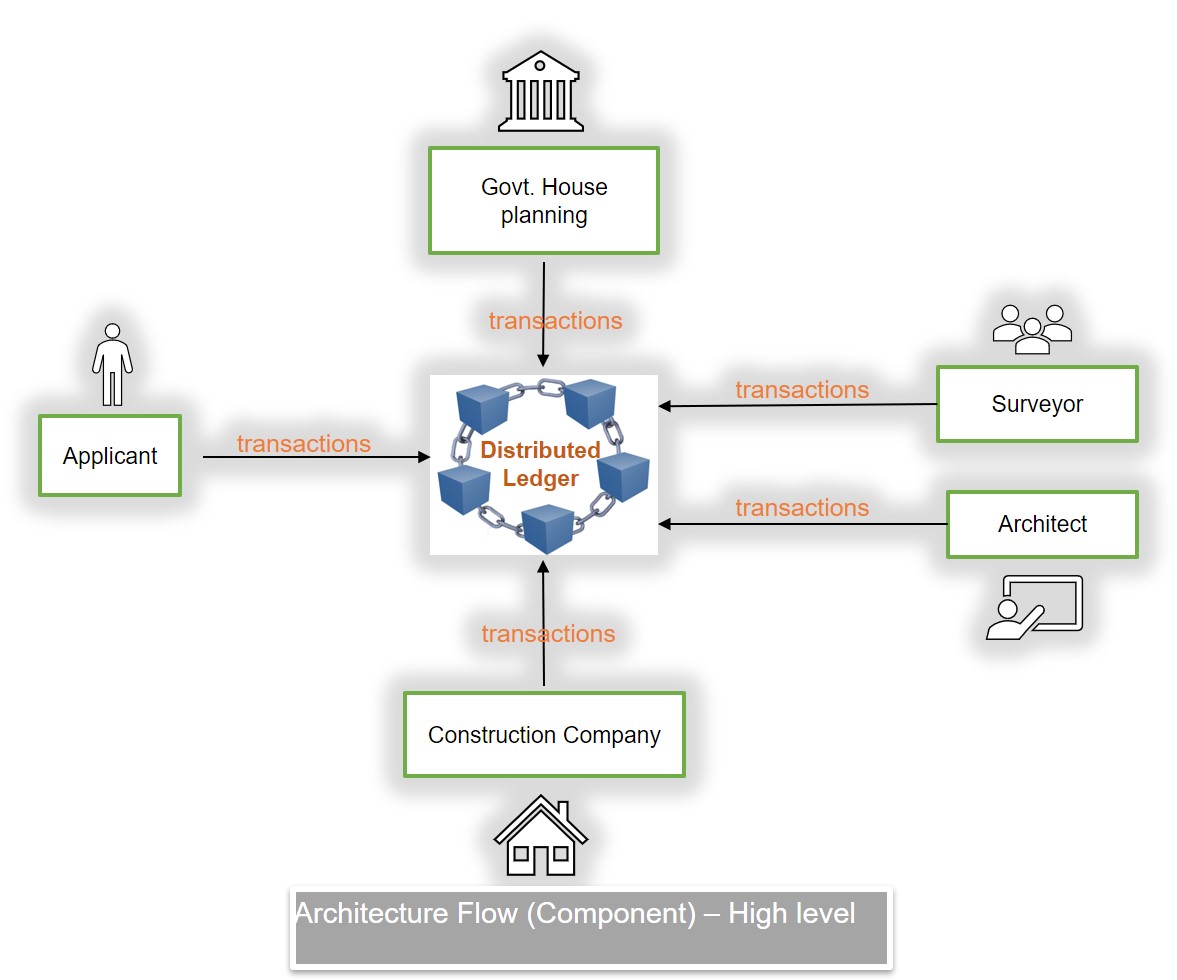 Govt. House
planning
transactions
transactions
Surveyor
Applicant
transactions
Distributed
Ledger
transactions
Architect
transactions
Construction Company
Architecture Flow (Component) – High level